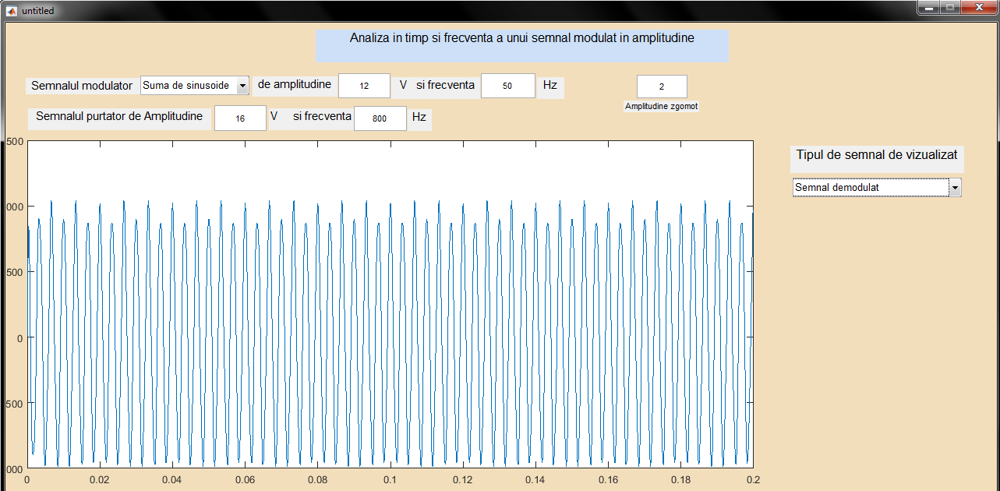 untitled
Analiza in timp si frecventa a unui semnal modulat in amplitudine
Semnalul modulator Suma de sinusoide de amplitudine 12 V si frecventa 50 Hz 2
Amplitudine zgomot
Semnalul purtator de Amplitudine 16 V si frecventa 800 Hz
Tipul de semnal de vizualizat
Semnal demodulat
500
000
500
0
500
000
0 0.02 0.04 0.06 0.08 0.1 0.12 0.14 0.16 0.18 0.2